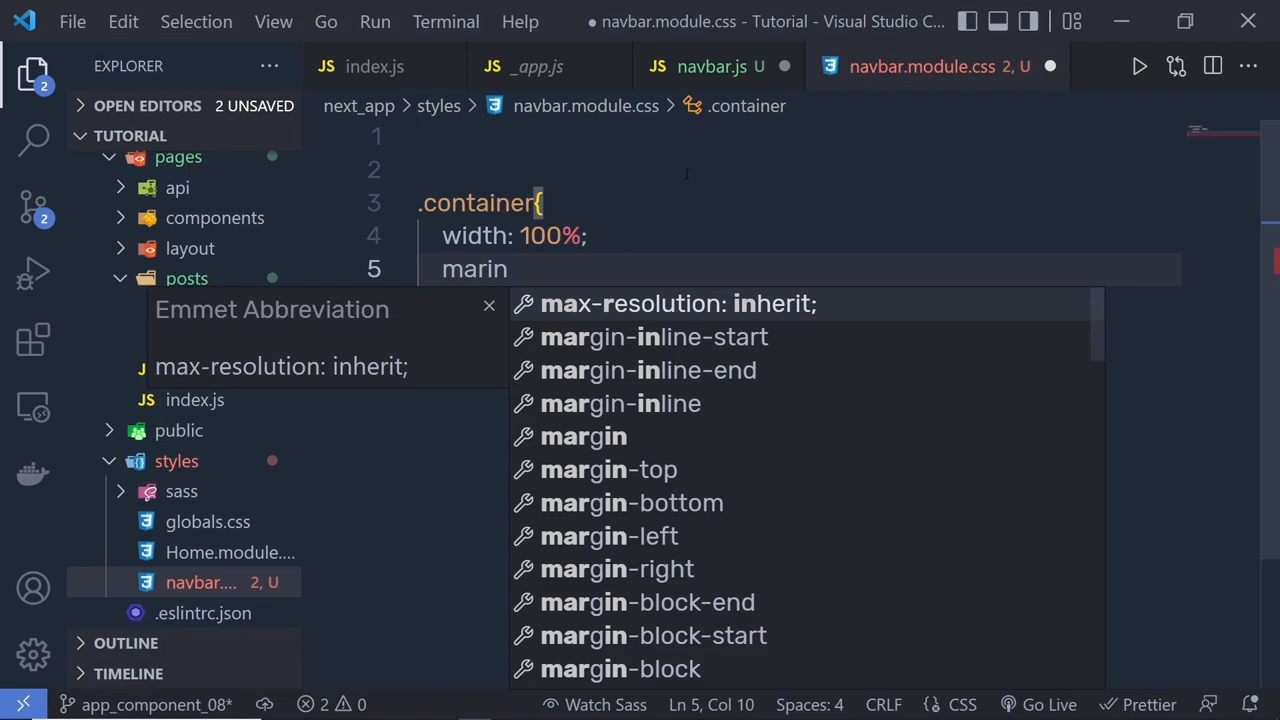 File Edit Selection View Go Run Terminal Help ● navbar.module.css - Tutorial - Visual Studio C...
EXPLORER ...
2
OPEN EDITORS 2 UNSAVED
TUTORIAL
pages
api
components
layout
posts
JS
JS index.js
public
styles
sass
globals.css
Home.module....
navbar.... 2, U
.eslintrc.json
OUTLINE
TIMELINE
2
JS index.js
JS _app.js
JS navbar.js U
navbar.module.css 2, U
next_app > styles > navbar.module.css > .container
1
2
3 .container{
4 width: 100%;
5 marin
Emmet Abbreviation
max-resolution: inherit;
max-resolution: inherit;
margin-inline-start
margin-inline-end
margin-inline
margin
margin-top
margin-bottom
margin-left
margin-right
margin-block-end
margin-block-start
margin-block
app_component_08* 2 0 Watch Sass Ln 5, Col 10 Spaces: 4 CRLF CSS Go Live Prettier